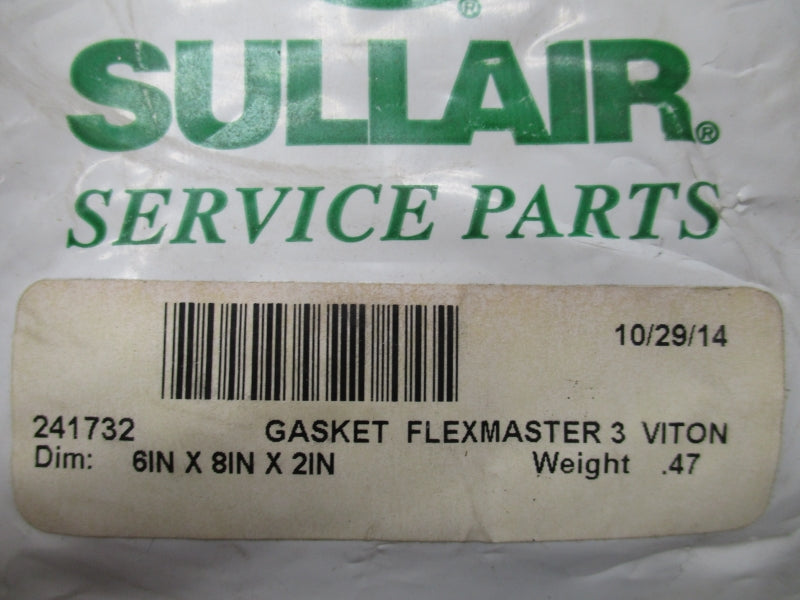 ®
SULLAIR®
SERVICE PARTS
10/29/14
241732 GASKET FLEXMASTER 3 VITON
Dim: 6IN X 8IN X 2IN Weight .47